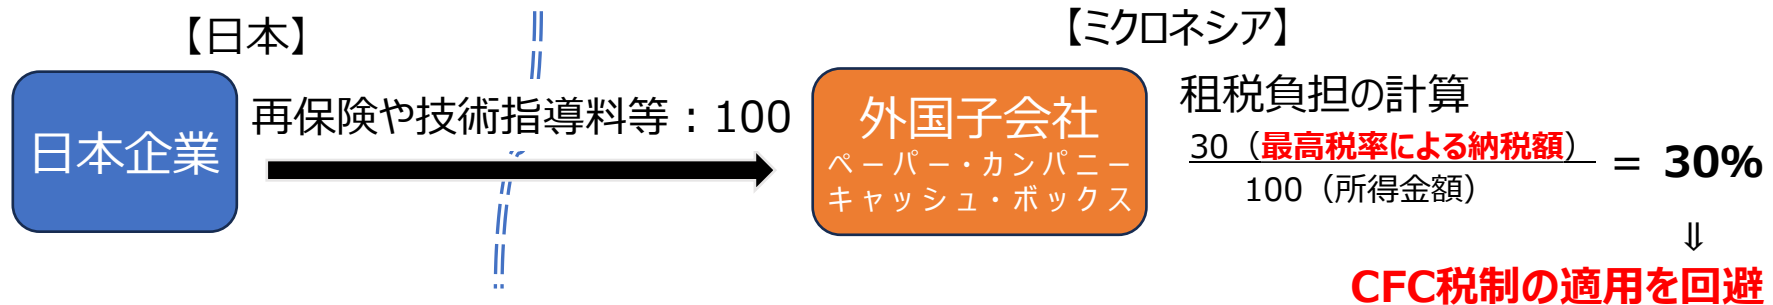 【日本】
【ミクロネシア】
日本企業
再保険や技術指導料等：100
外国子会社
ペーパー・カンパニー
キャッシュ・ボックス
租税負担の計算
30（最高税率による納税額）
100（所得金額）
= 30%
⇓
CFC税制の適用を回避